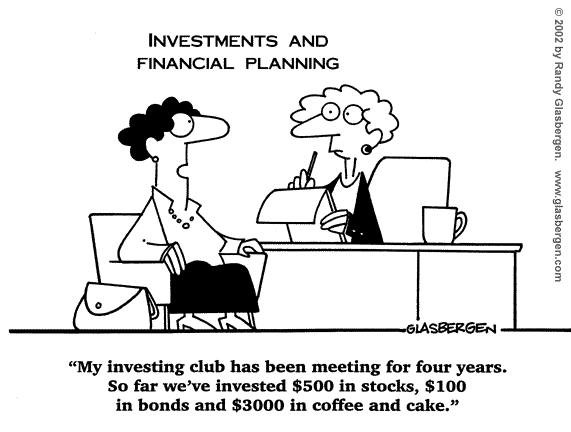 INVESTMENTS AND
FINANCIAL PLANNING
© 2002 by Randy Glasbergen. www.glasbergen.com
GLASBERGEN
“My investing club has been meeting for four years.
So far we’ve invested $500 in stocks, $100
in bonds and $3000 in coffee and cake.”